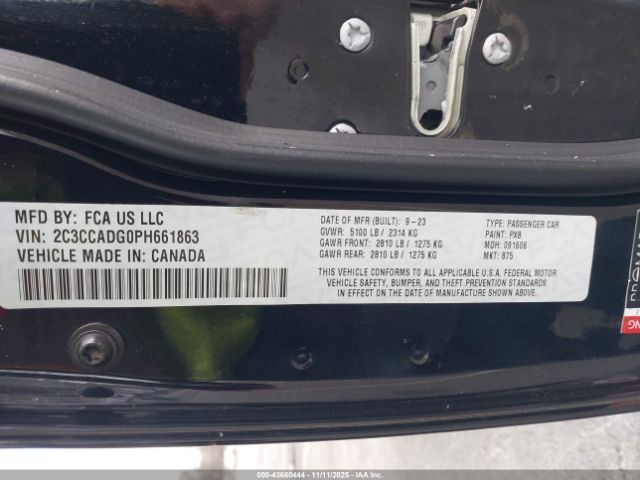 MFD BY: FCA US LLC
VIN: 2C3CCADG0PH661863
VEHICLE MADE IN: CANADA
DATE OF MFR (BUILT): 9-23
GVWR: 5100 LB / 2314 KG
GAWR FRONT: 2810 LB / 1275 KG
GAWR REAR: 2810 LB / 1275 KG
TYPE: PASSENGER CAR
PAINT: PX8
MDH: 091606
MKT: 875
THIS VEHICLE CONFORMS TO ALL APPLICABLE U.S.A. FEDERAL MOTOR
VEHICLE SAFETY, BUMPER, AND THEFT PREVENTION STANDARDS
IN EFFECT ON THE DATE OF MANUFACTURE SHOWN ABOVE.
000-43660444 - 11/11/2025 - IAA Inc.